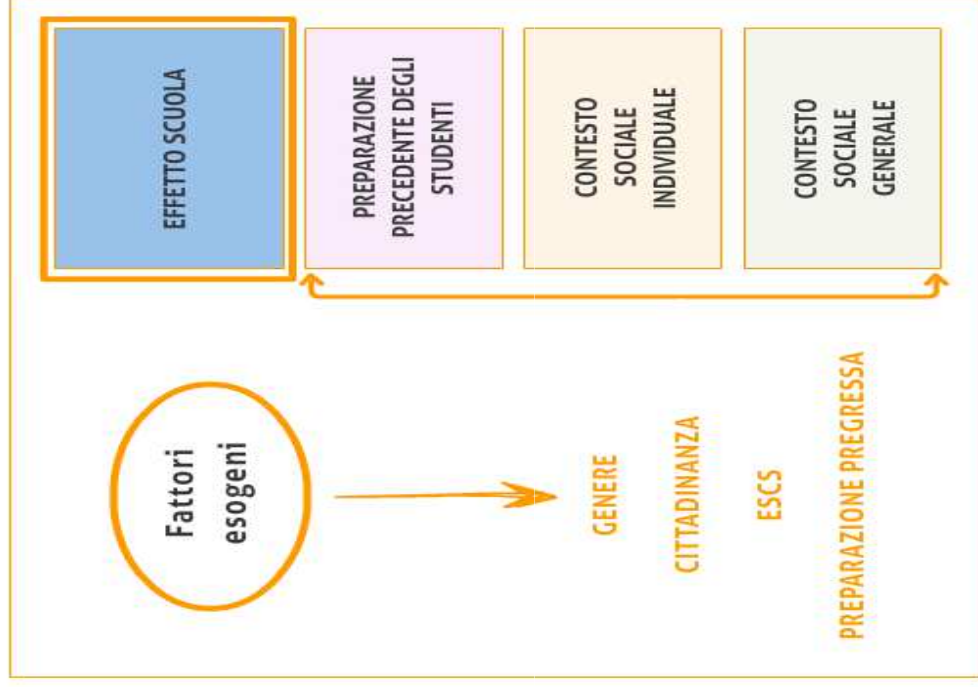 Fattori
esogeni
GENERE
CITTADINANZA
ESCS
PREPARAZIONE PREGRESSA
EFFETTO SCUOLA
PREPARAZIONE
PRECEDENTE DEGLI
STUDENTI
CONTESTO
SOCIALE
INDIVIDUALE
CONTESTO
SOCIALE
GENERALE